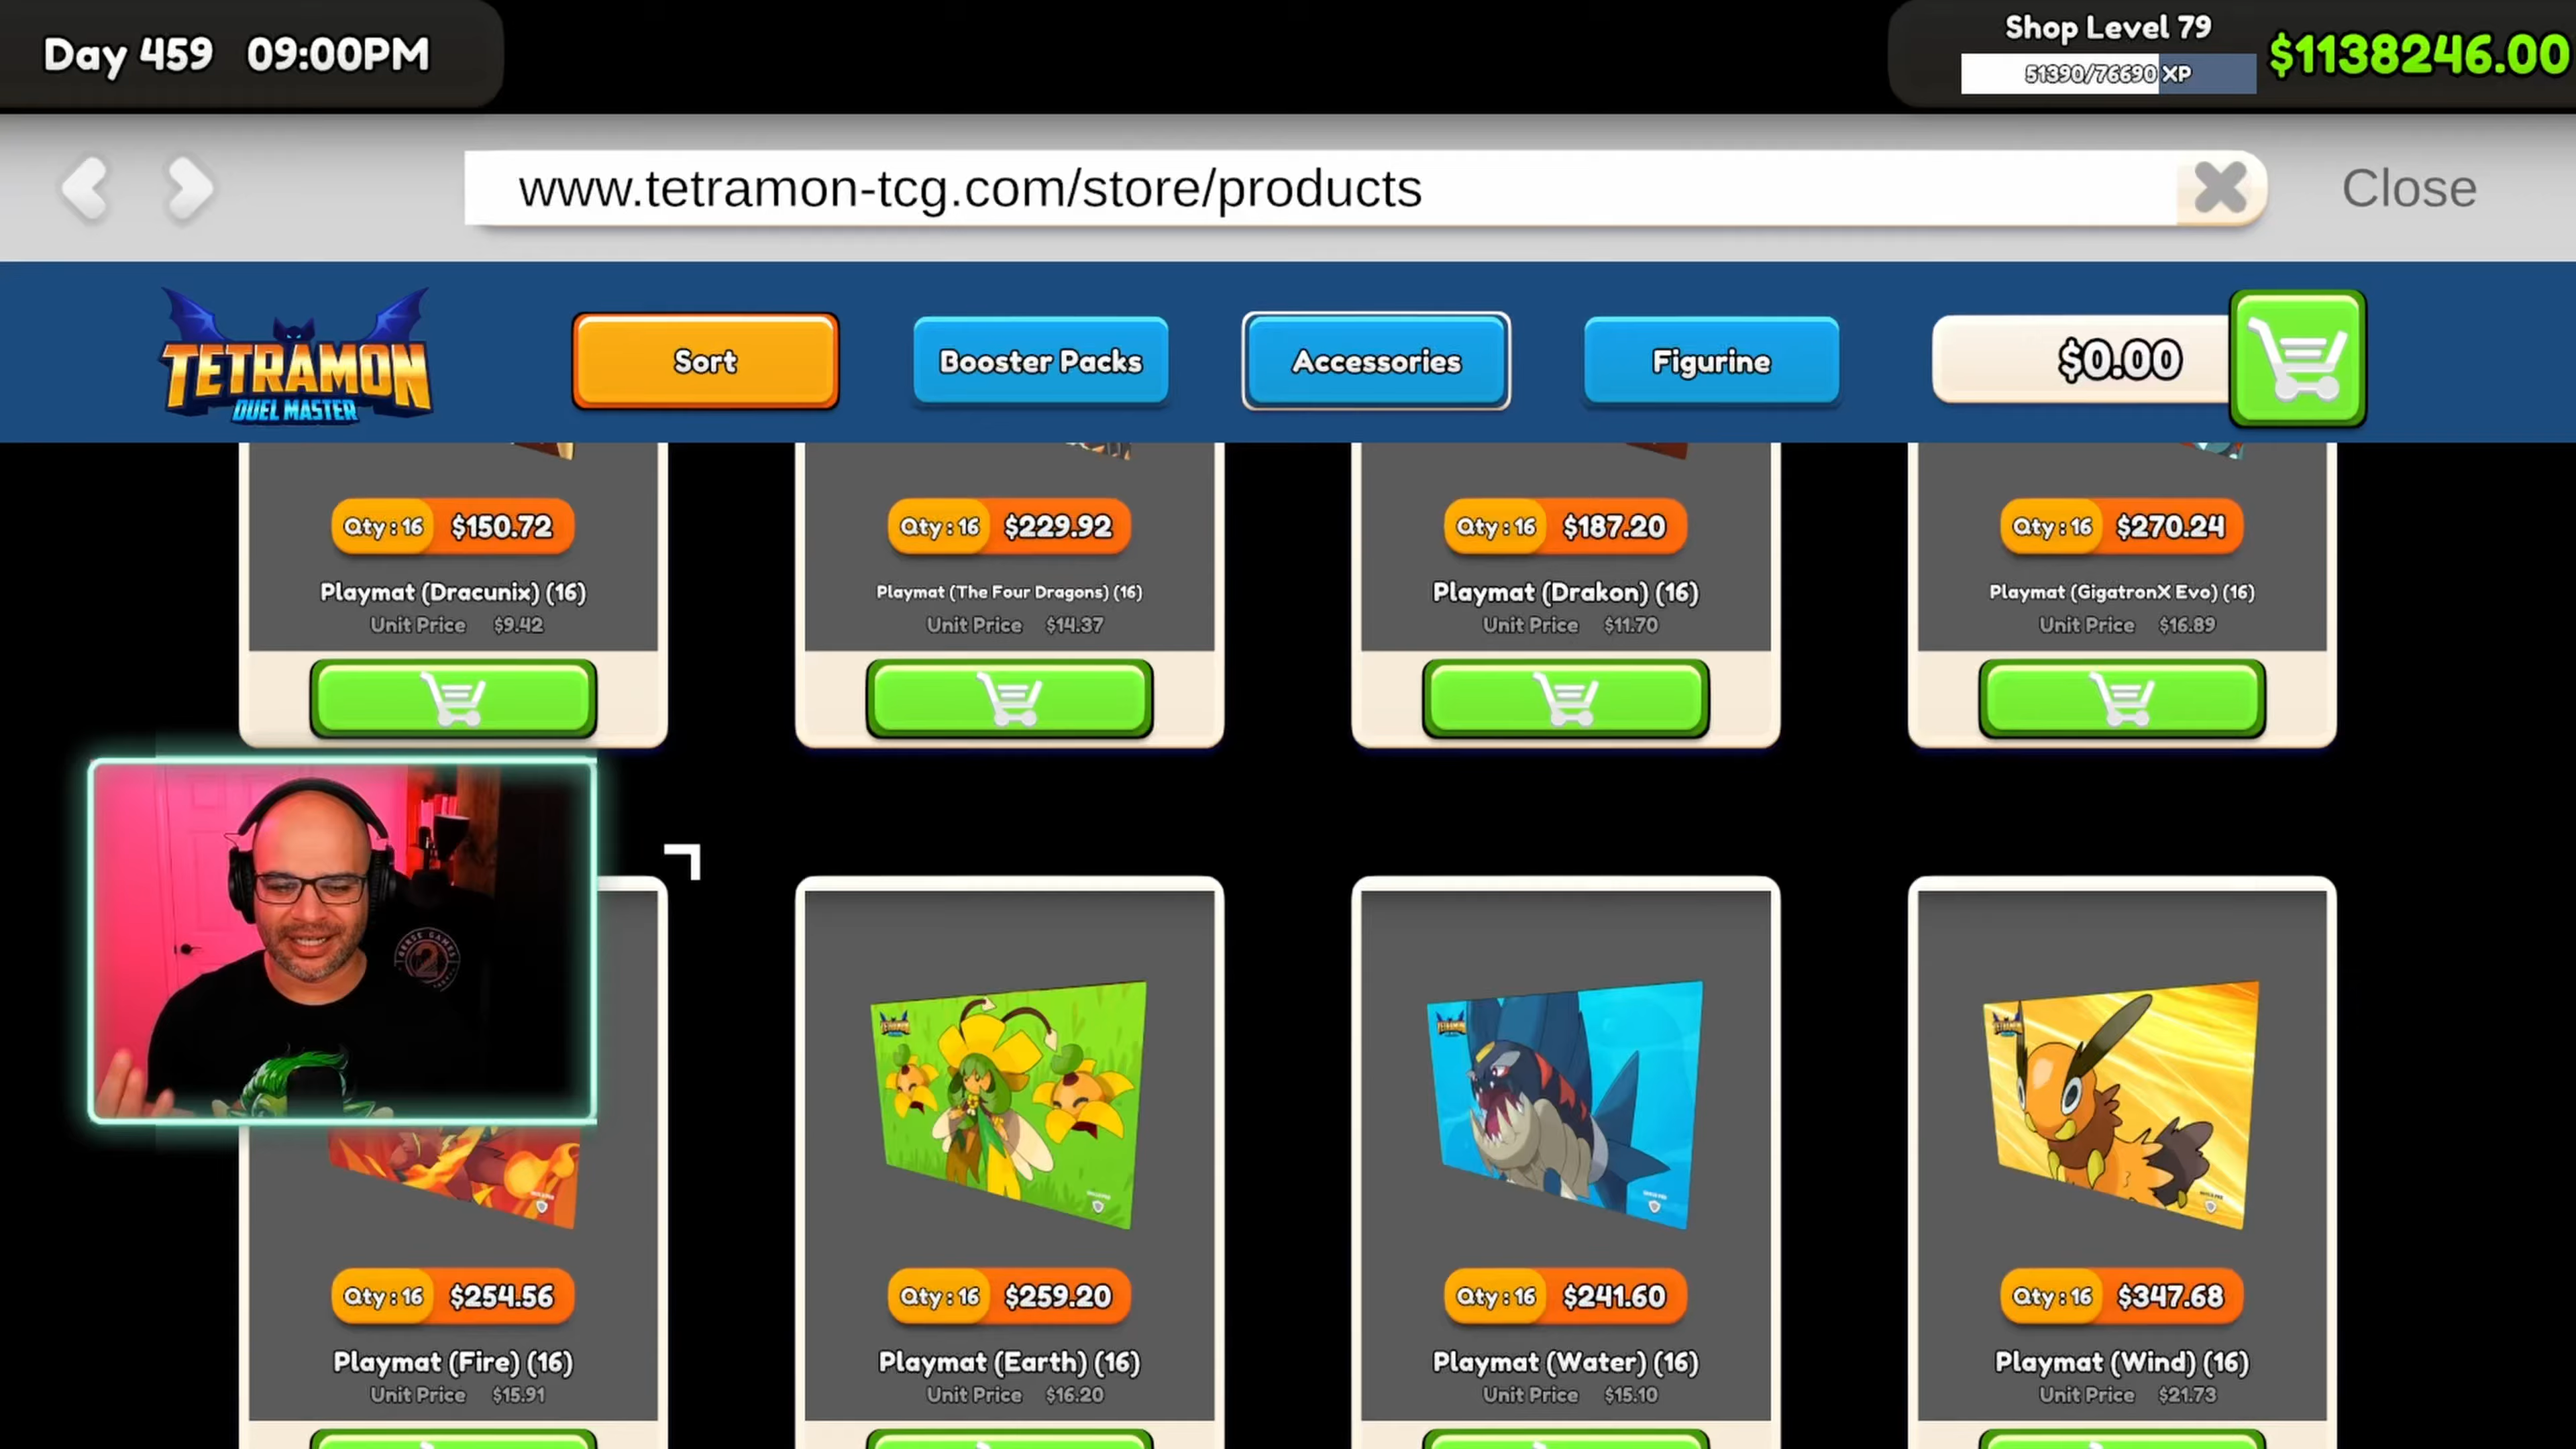 Day 459 09:00PM
Shop Level 79
51390/76690 XP
$1138246.00
www.tetramon-tcg.com/store/products
Close
TETRAMON
DUEL MASTER
Sort
Booster Packs
Accessories
Figurine
$0.00
Qty : 16 $150.72
Qty : 16 $229.92
Qty : 16 $187.20
Qty : 16 $270.24
Playmat (Dracunix) (16)
Playmat (The Four Dragons) (16)
Playmat (Drakon) (16)
Playmat (GigatronX Evo) (16)
Unit Price $9.42
Unit Price $14.37
Unit Price $11.70
Unit Price $16.89
2
TETRAMON
TETRAMON
TETRAMON
Qty : 16 $254.56
Qty : 16 $259.20
Qty : 16 $241.60
Qty : 16 $347.68
Playmat (Fire) (16)
Playmat (Earth) (16)
Playmat (Water) (16)
Playmat (Wind) (16)
Unit Price $15.91
Unit Price $16.20
Unit Price $15.10
Unit Price $21.73